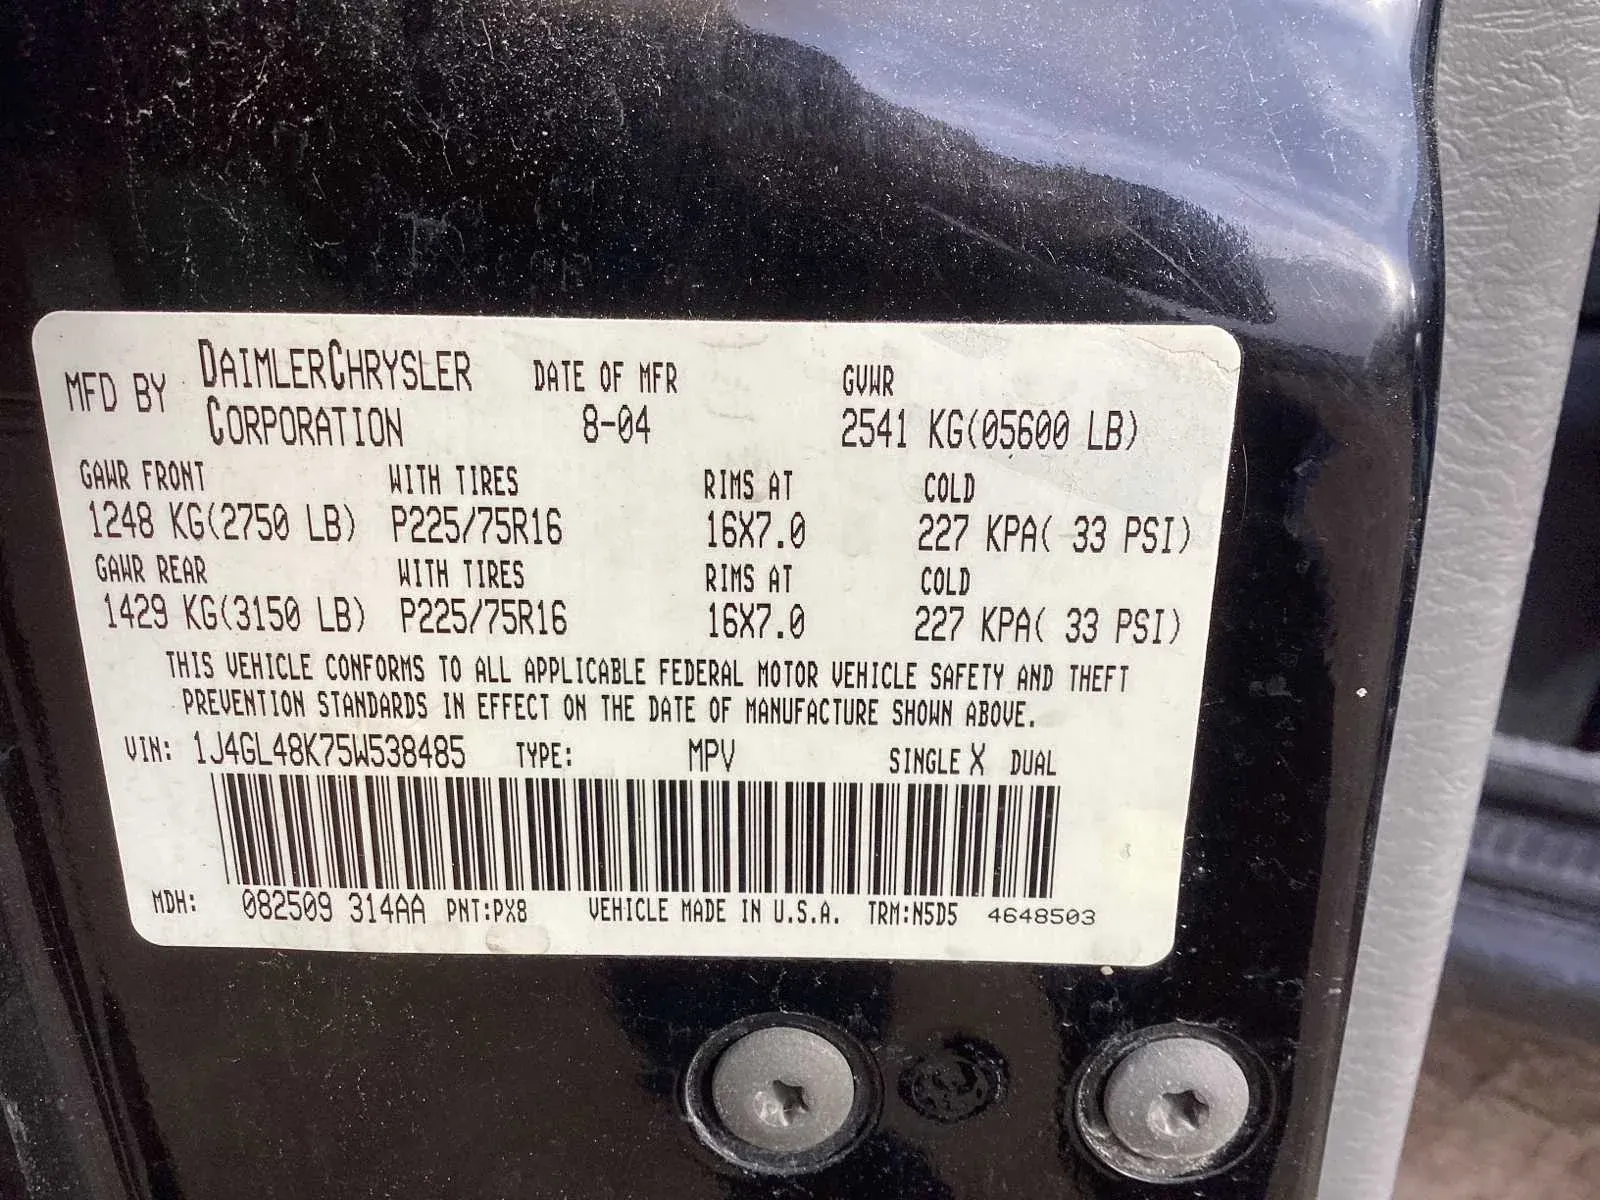 MFD BY DAIMLERCHRYSLER CORPORATION DATE OF MFR 8-04 GVWR 2541 KG(05600 LB)
GAWR FRONT WITH TIRES RIMS AT COLD
1248 KG(2750 LB) P225/75R16 16X7.0 227 KPA( 33 PSI)
GAWR REAR WITH TIRES RIMS AT COLD
1429 KG(3150 LB) P225/75R16 16X7.0 227 KPA( 33 PSI)
THIS VEHICLE CONFORMS TO ALL APPLICABLE FEDERAL MOTOR VEHICLE SAFETY AND THEFT
PREVENTION STANDARDS IN EFFECT ON THE DATE OF MANUFACTURE SHOWN ABOVE.
VIN: 1J4GL48K75W538485 TYPE: MPV SINGLE X DUAL
MDH: 082509 314AA PNT:PX8 VEHICLE MADE IN U.S.A. TRM:N5D5 4648503